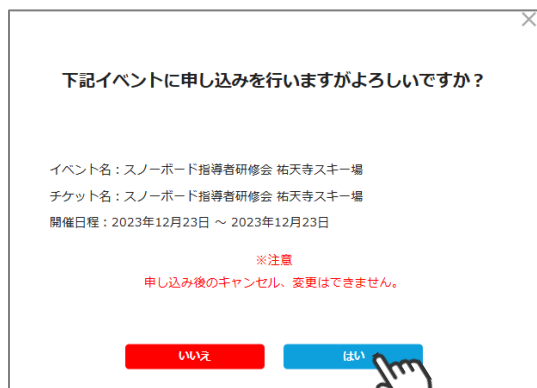 下記イベントに申し込みを行いますがよろしいですか？
イベント名：スノーボード指導者研修会 祐天寺スキー場
チケット名：スノーボード指導者研修会 祐天寺スキー場
開催日程：2023年12月23日 ～ 2023年12月23日
※注意
申し込み後のキャンセル、変更はできません。
いいえ
はい